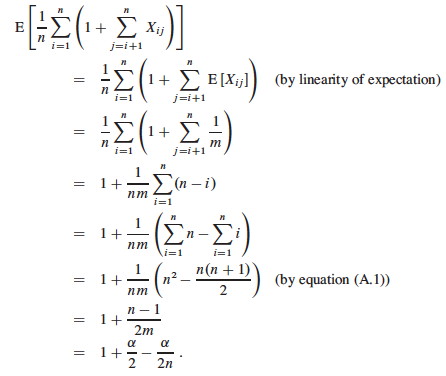 E[1/n ∑_{i=1}^{n} (1 + ∑_{j=i+1}^{n} X_{ij})]
= 1/n ∑_{i=1}^{n} (1 + ∑_{j=i+1}^{n} E[X_{ij}]) (by linearity of expectation)
= 1/n ∑_{i=1}^{n} (1 + ∑_{j=i+1}^{n} 1/m)
= 1 + 1/nm ∑_{i=1}^{n} (n − i)
= 1 + 1/nm (∑_{i=1}^{n} n − ∑_{i=1}^{n} i)
= 1 + 1/nm (n² − n(n + 1)/2) (by equation (A.1))
= 1 + n − 1/2m
= 1 + α/2 − α/2n .